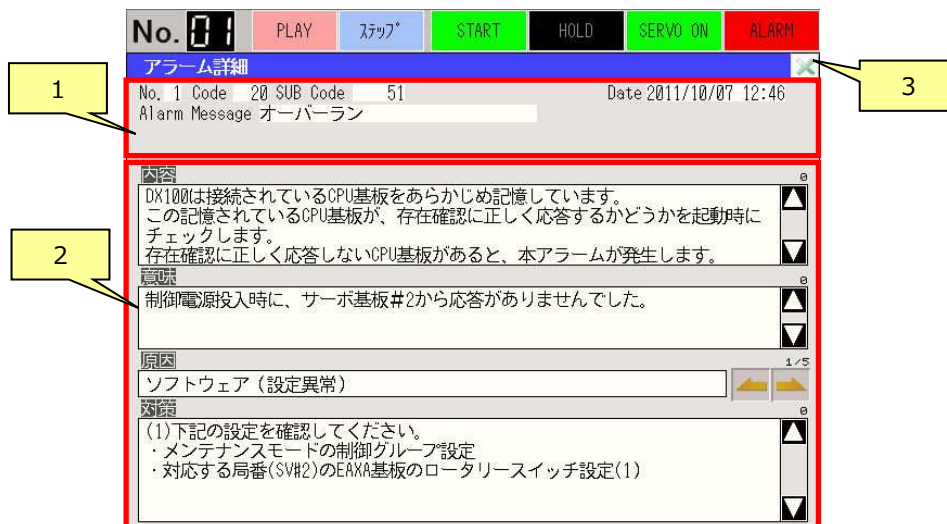 No. 01 PLAY ｽﾃｯﾌﾟ START HOLD SERVO ON ALARM
アラーム詳細
No. 1 Code 20 SUB Code 51 Date 2011/10/07 12:46
Alarm Message オーバーラン
1
3
内容 0
DX100は接続されているCPU基板をあらかじめ記憶しています。
この記憶されているCPU基板が、存在確認に正しく応答するかどうかを起動時に
チェックします。
存在確認に正しく応答しないCPU基板があると、本アラームが発生します。
2
意味 0
制御電源投入時に、サーボ基板#2から応答がありませんでした。
原因 1/5
ソフトウェア(設定異常)
対策 0
(1)下記の設定を確認してください。
・メンテナンスモードの制御グループ設定
・対応する局番(SV#2)のEAXA基板のロータリースイッチ設定(1)